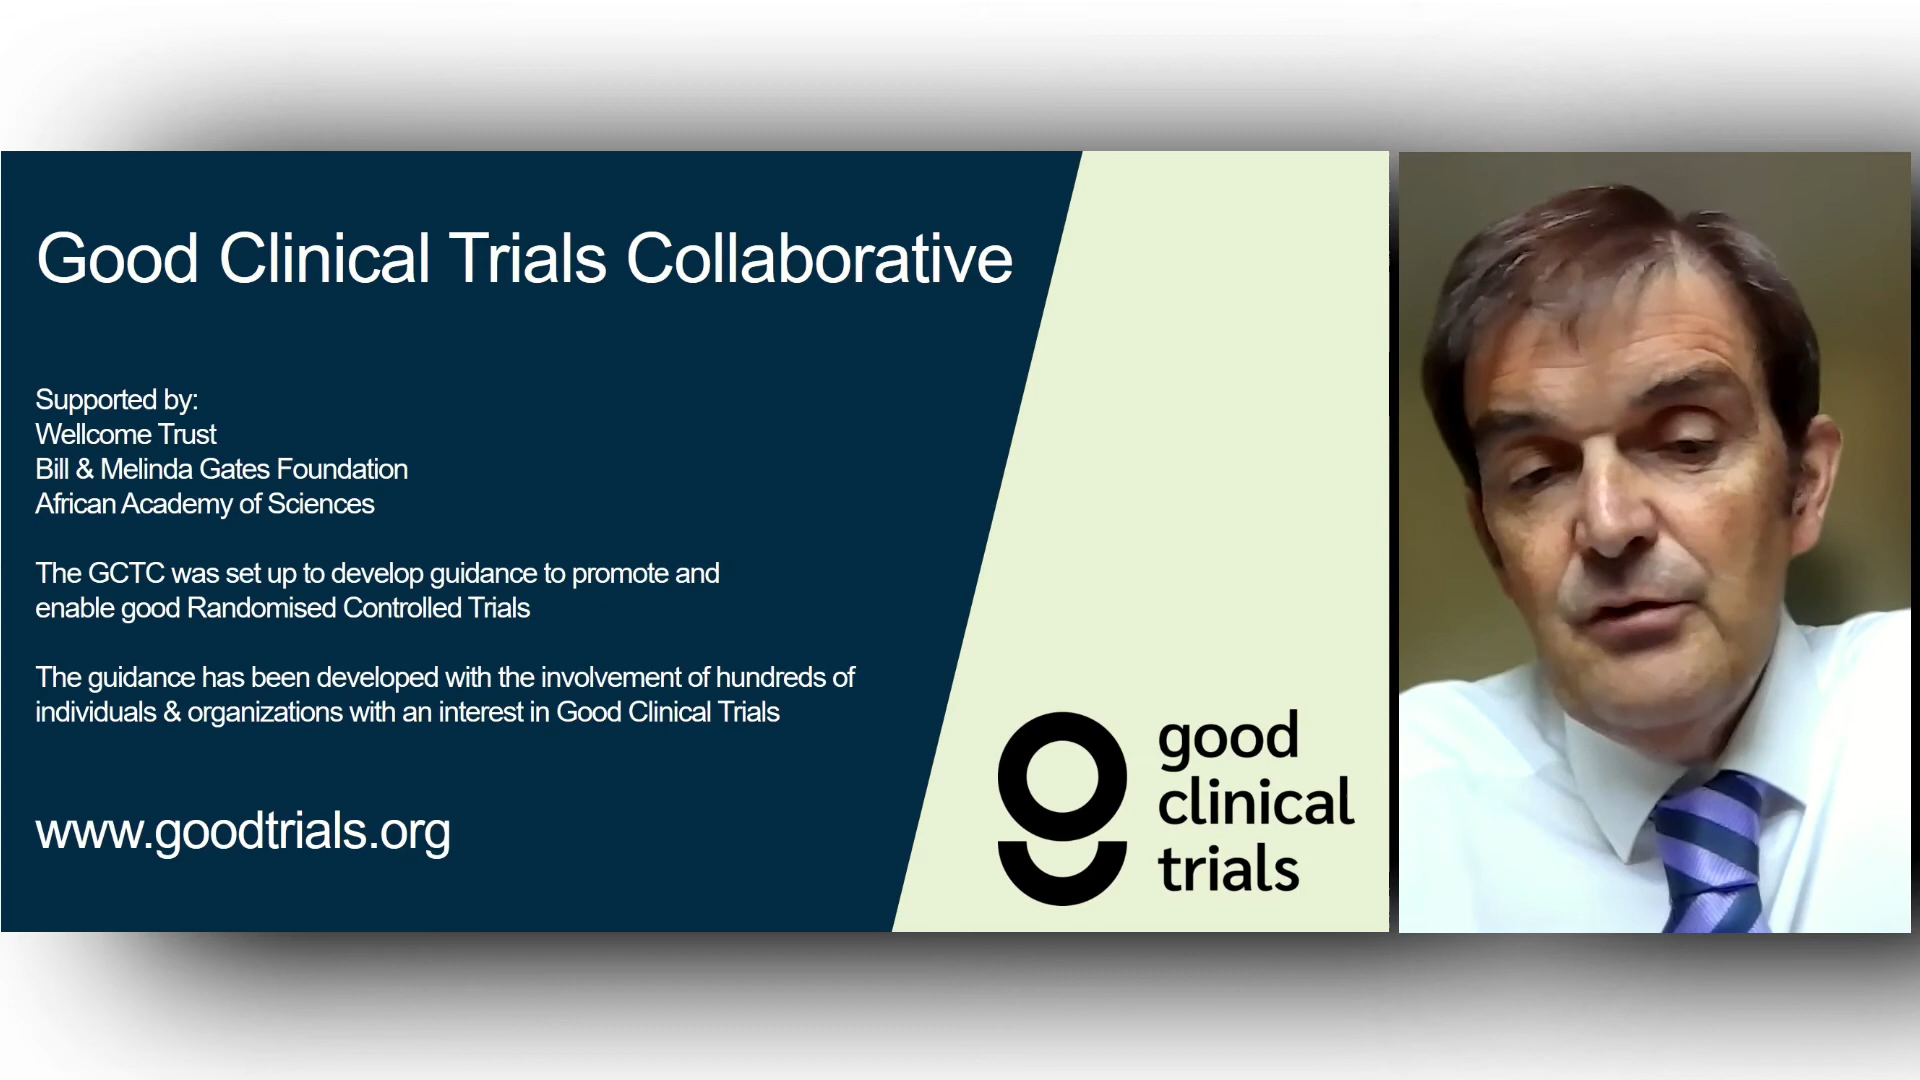 Good Clinical Trials Collaborative
Supported by:
Wellcome Trust
Bill & Melinda Gates Foundation
African Academy of Sciences
The GCTC was set up to develop guidance to promote and
enable good Randomised Controlled Trials
The guidance has been developed with the involvement of hundreds of
individuals & organizations with an interest in Good Clinical Trials
www.goodtrials.org
good
clinical
trials